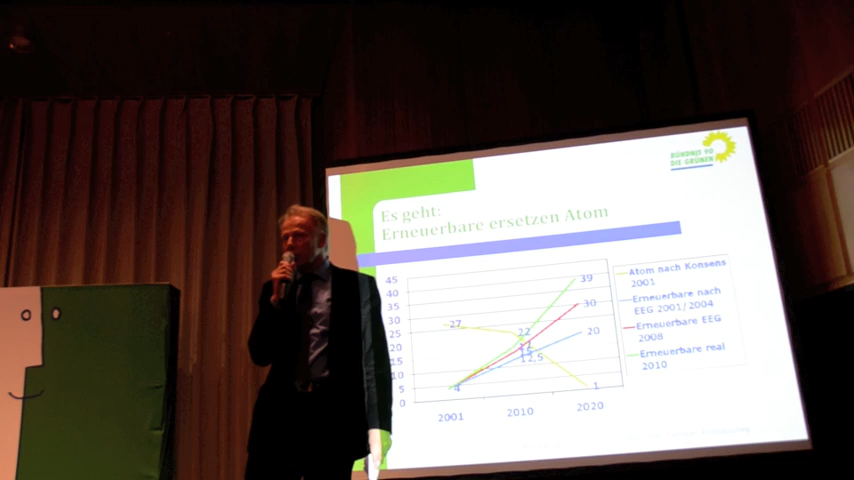 BÜNDNIS 90
DIE GRÜNEN
Es geht:
Erneuerbare ersetzen Atom
45
40
35
30
25
20
15
10
5
0
27
4
22
17
12,5
39
30
20
1
2001
2010
2020
Atom nach Konsens
2001
Erneuerbare nach
EEG 2001/2004
Erneuerbare EEG
2008
Erneuerbare real
2010